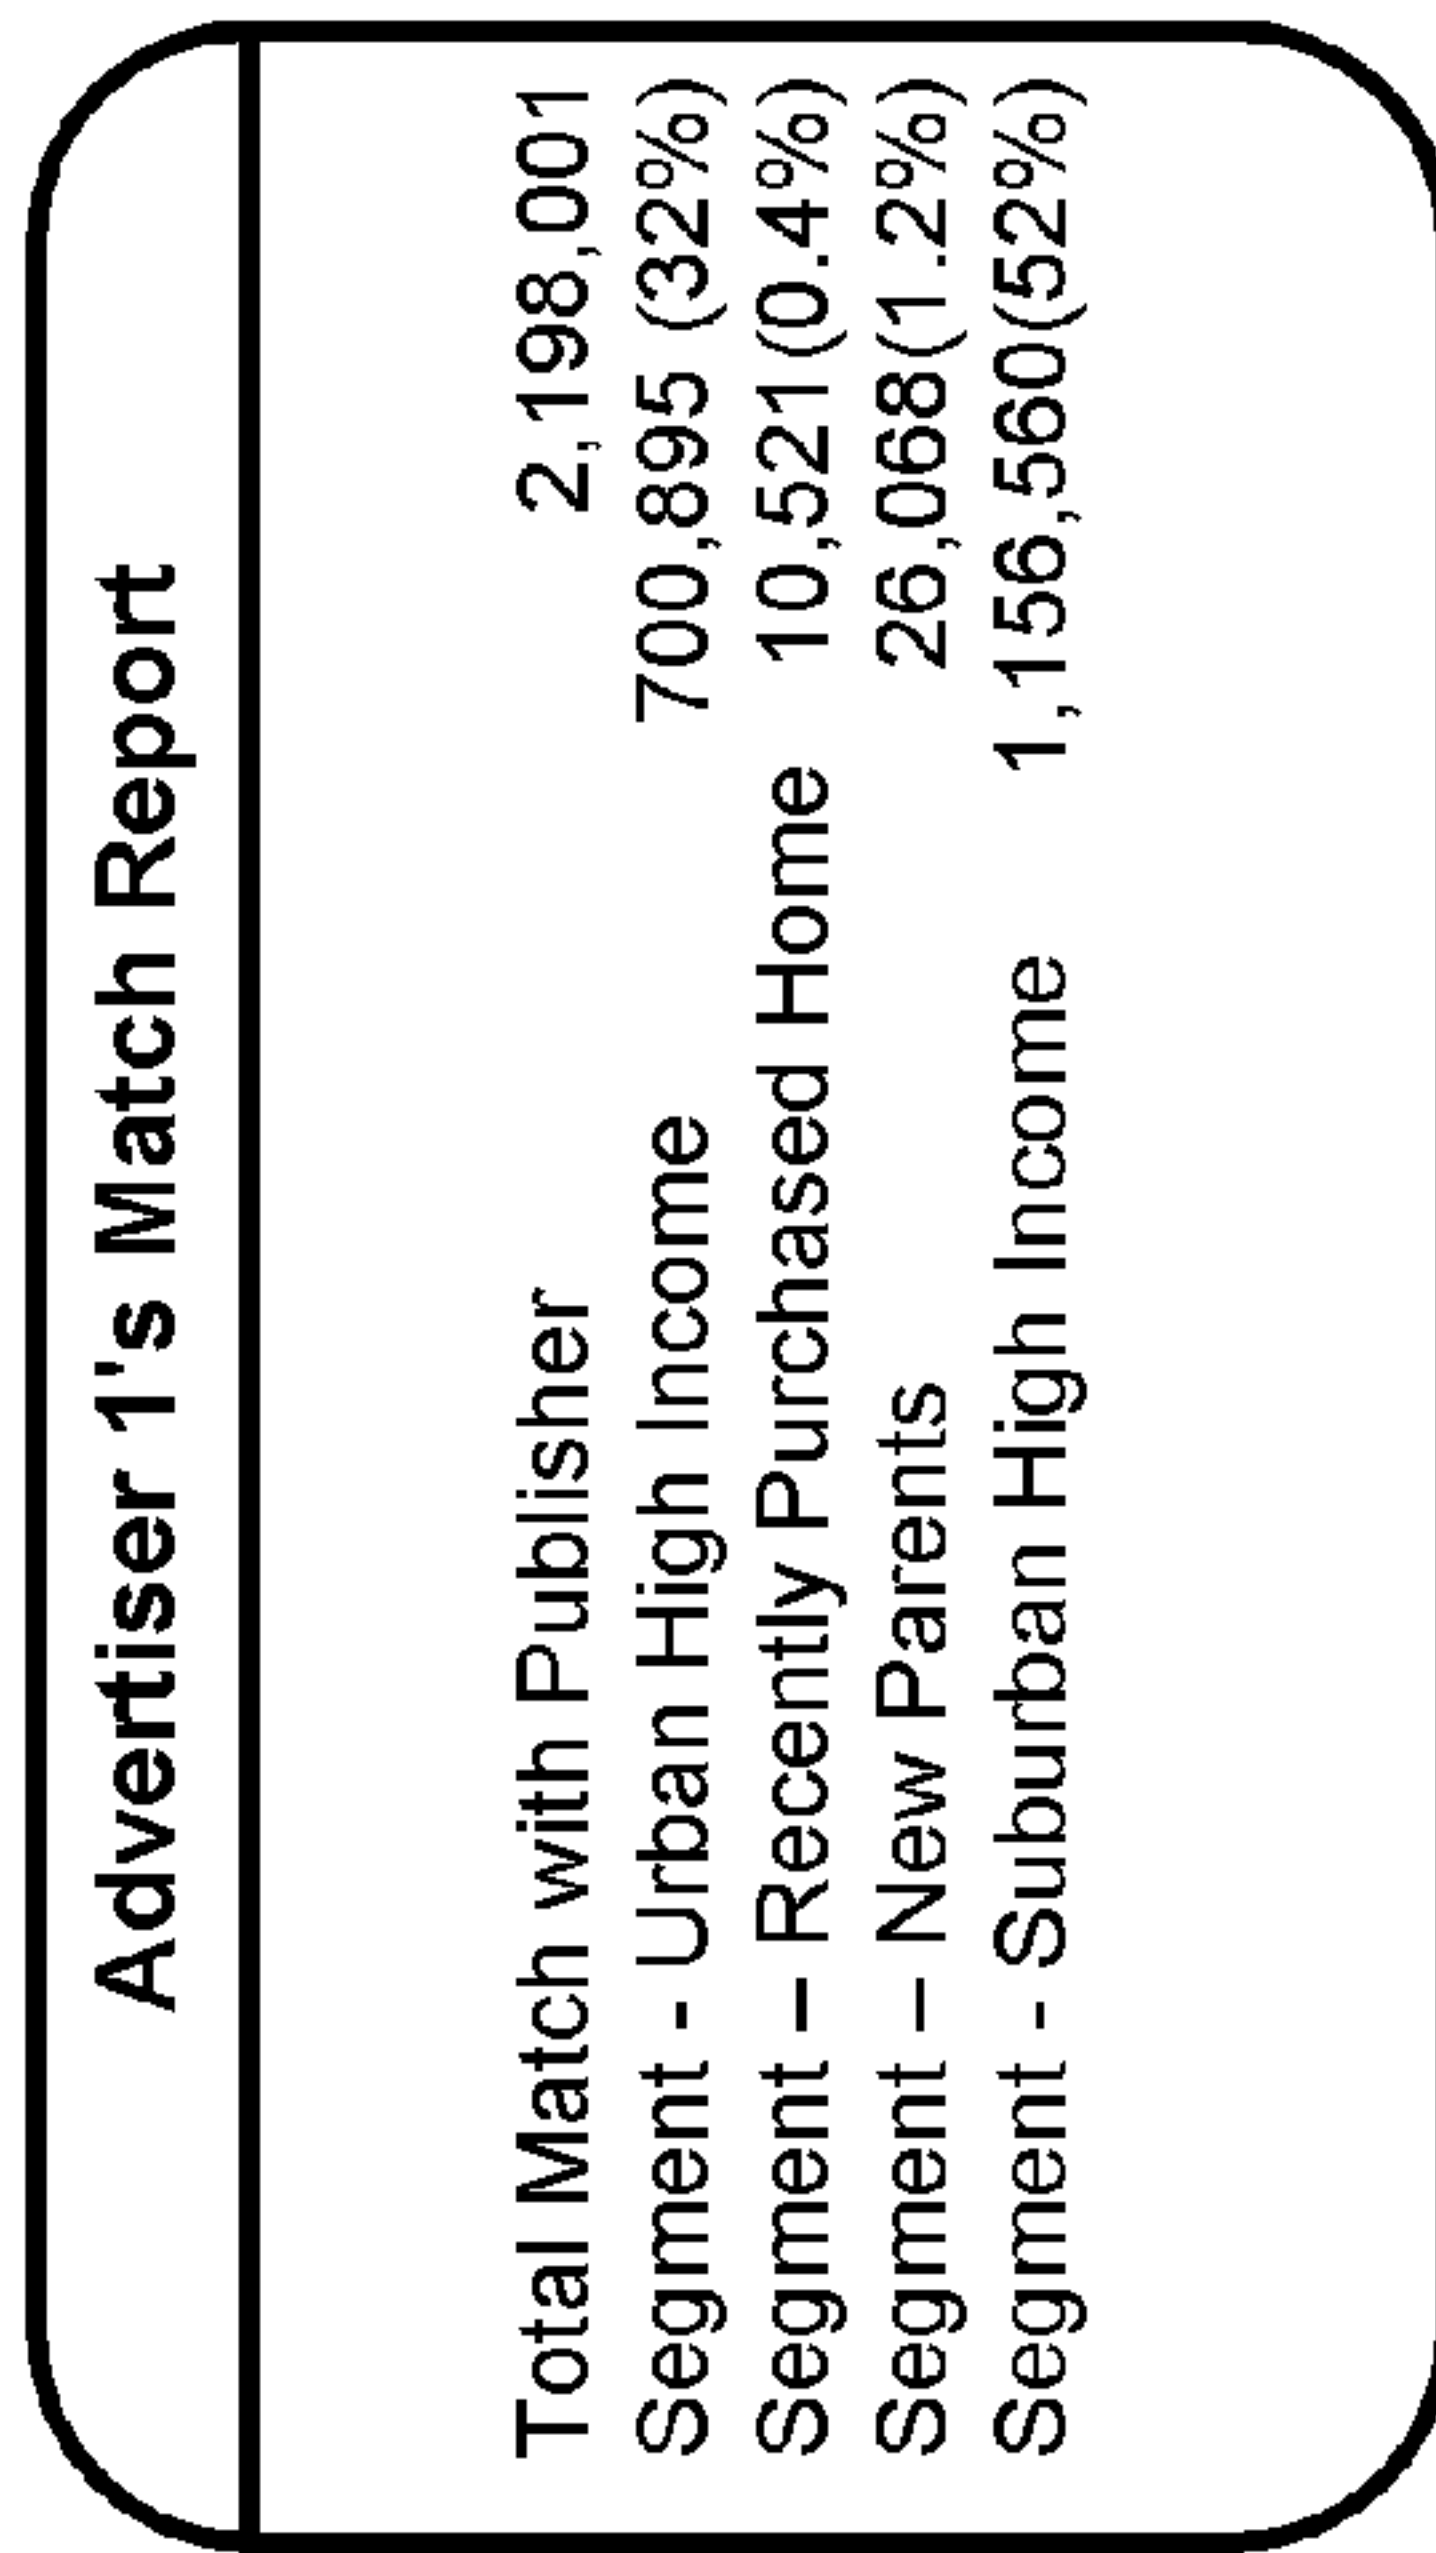 Advertiser 1's Match Report
Total Match with Publisher 2,198,001
Segment - Urban High Income 700,895 (32%)
Segment – Recently Purchased Home 10,521(0.4%)
Segment – New Parents 26,068(1.2%)
Segment - Suburban High Income 1,156,560(52%)